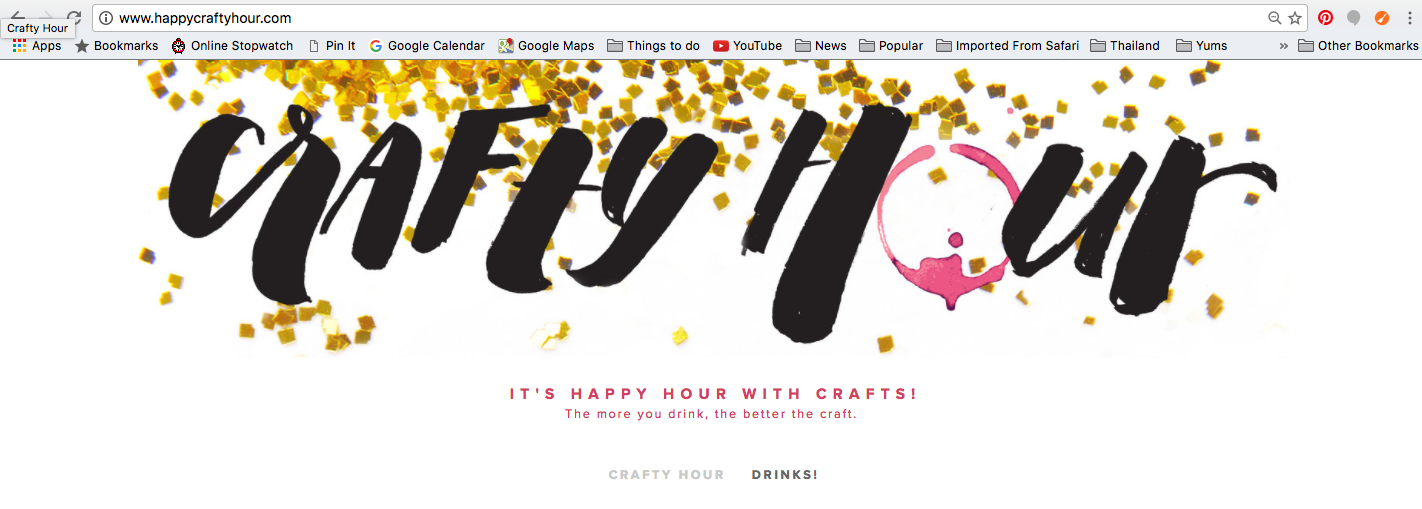 www.happycraftyhour.com
Crafty Hour
Apps Bookmarks Online Stopwatch Pin It Google Calendar Google Maps Things to do YouTube News Popular Imported From Safari Thailand Yums » Other Bookmarks
CRAFTY HOUR
IT'S HAPPY HOUR WITH CRAFTS!
The more you drink, the better the craft.
CRAFTY HOUR DRINKS!